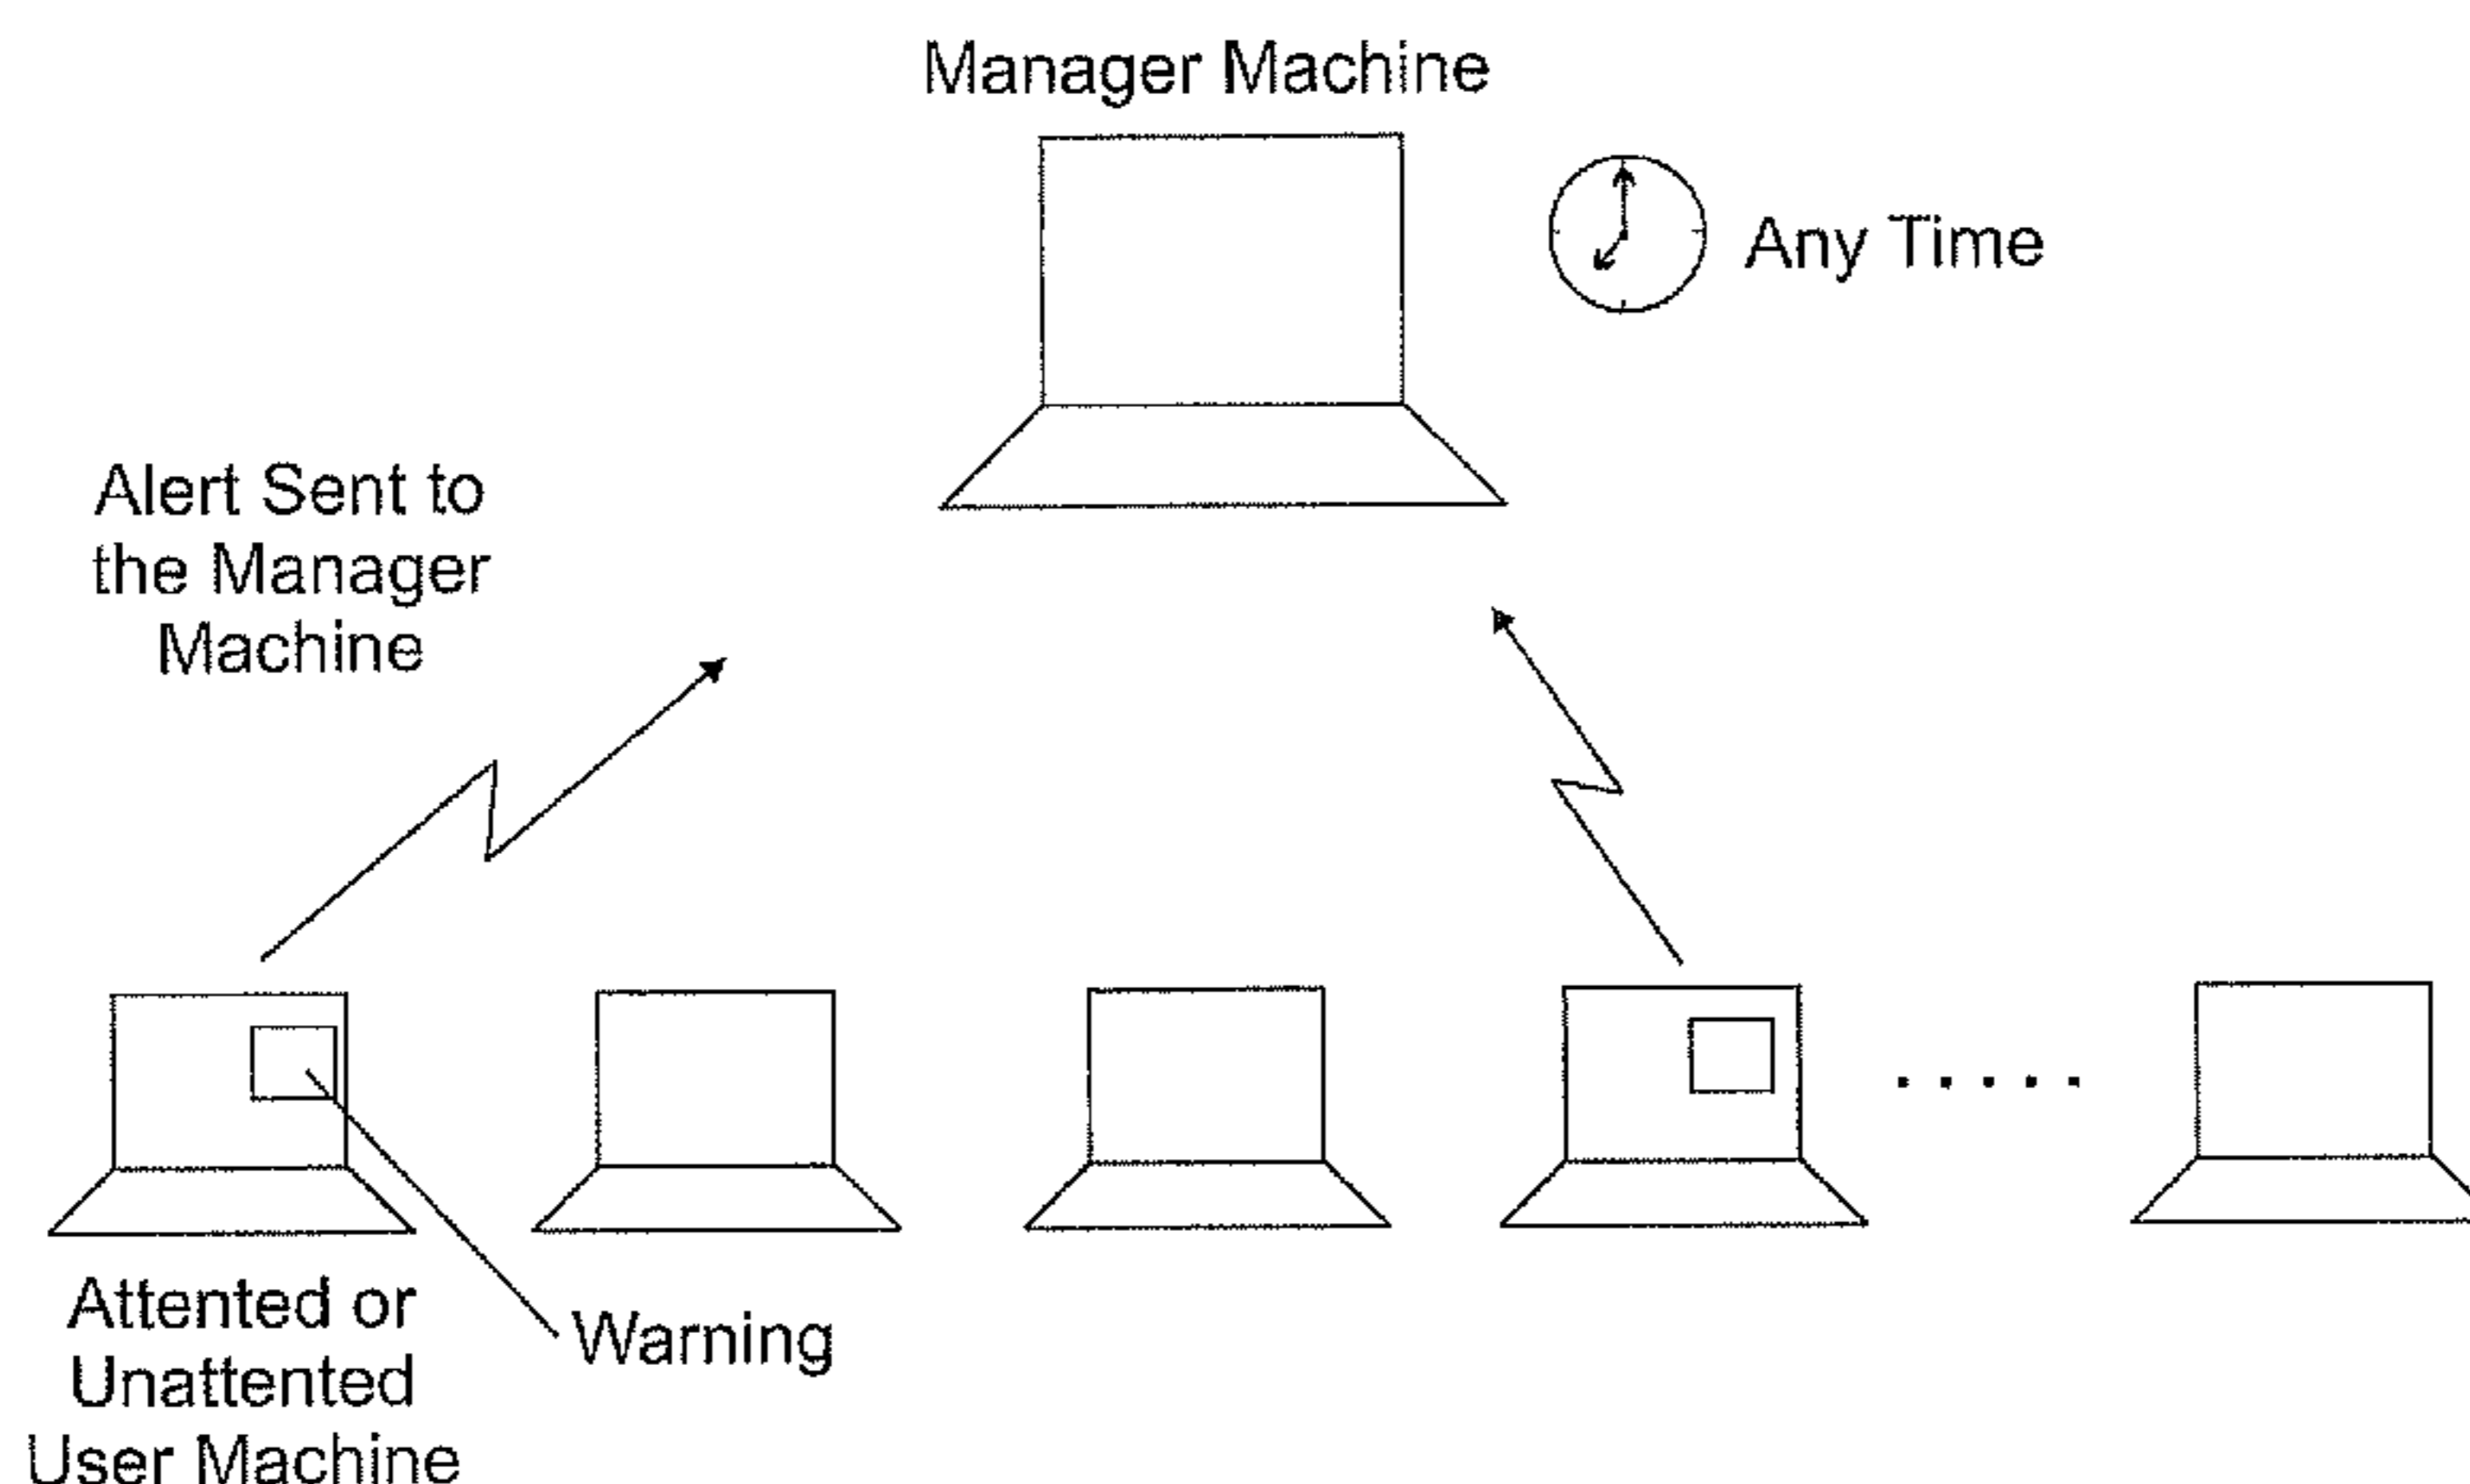 Manager Machine
Any Time
Alert Sent to
the Manager
Machine
Attented or
Unattented
User Machine
Warning